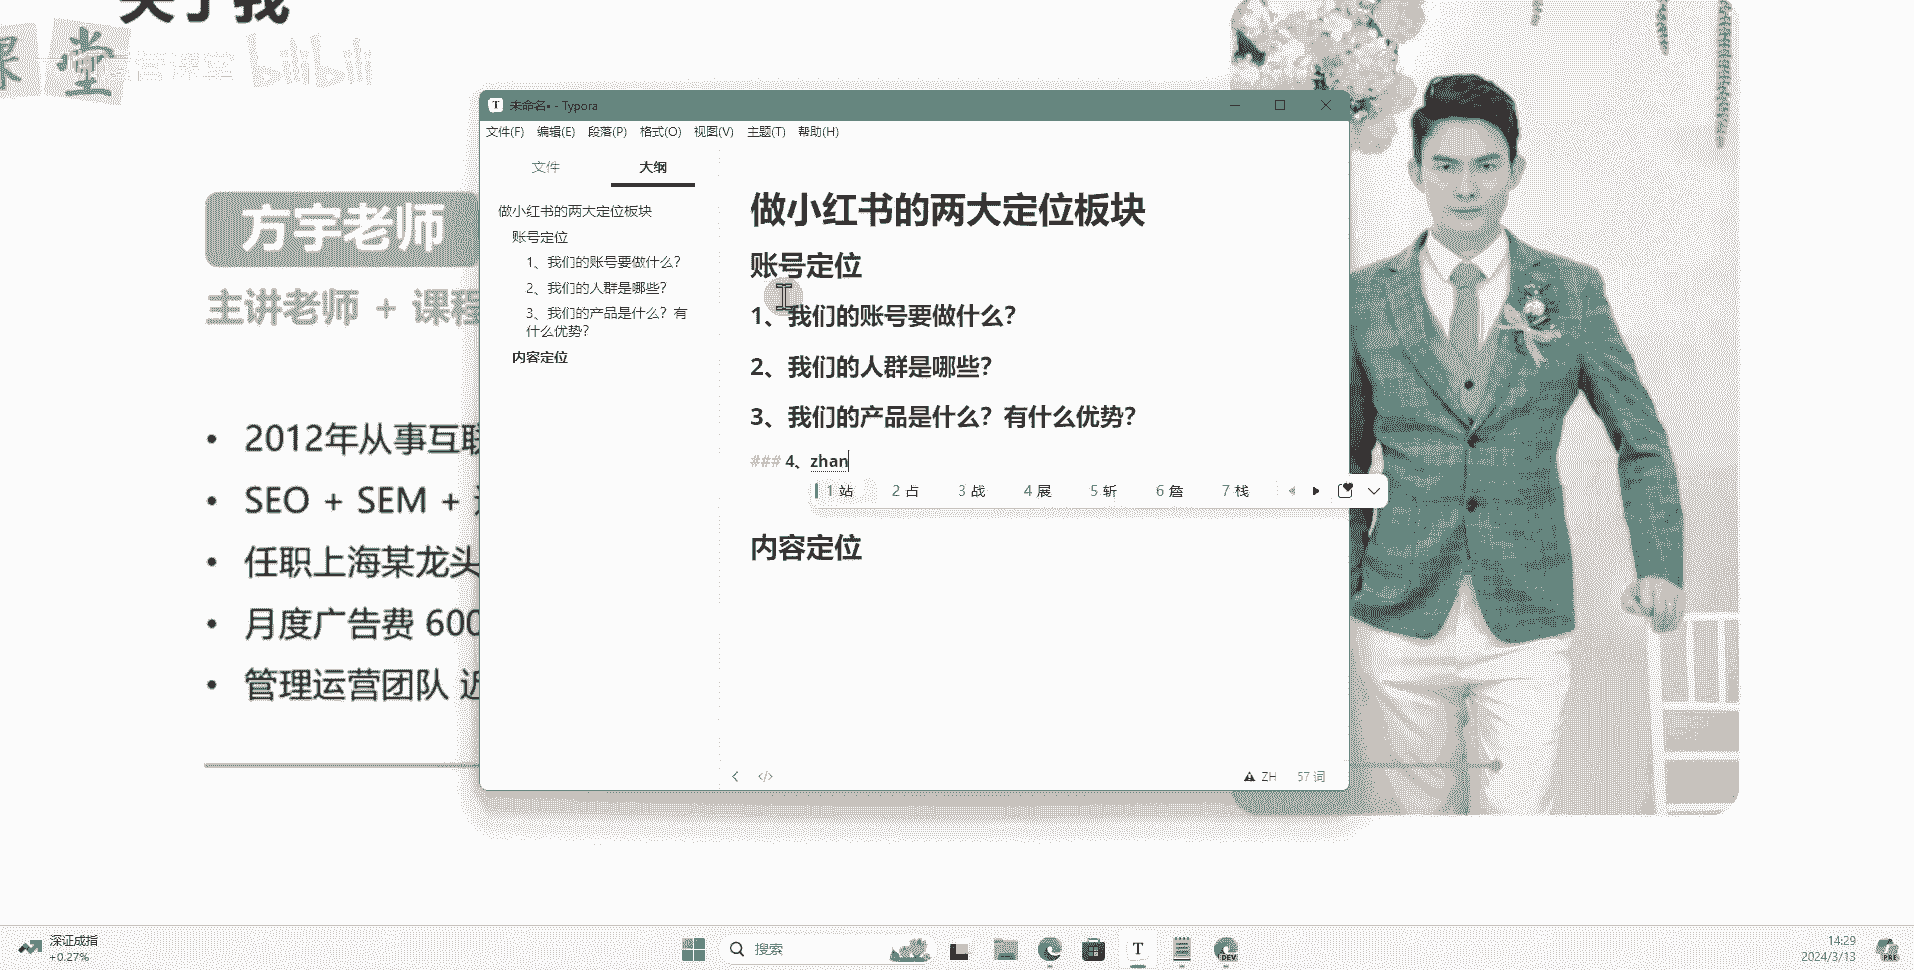 关于我
课堂
运营课堂 bilibili
方宇老师
主讲老师 + 课程
• 2012年从事互联
• SEO + SEM +
• 任职上海某龙头
• 月度广告费 600
• 管理运营团队 近
未命名• - Typora
文件(F) 编辑(E) 段落(P) 格式(O) 视图(V) 主题(T) 帮助(H)
文件 大纲
做小红书的两大定位板块
账号定位
1、我们的账号要做什么？
2、我们的人群是哪些？
3、我们的产品是什么？有
什么优势？
内容定位
做小红书的两大定位板块
账号定位
1、我们的账号要做什么？
2、我们的人群是哪些？
3、我们的产品是什么？有什么优势？
### 4、zhan
1 站 2 占 3 战 4 展 5 斩 6 詹 7 栈
内容定位
</> ZH 57 词
深证成指
+0.27%
搜索
DEV
14:29
2024/3/13
PRE